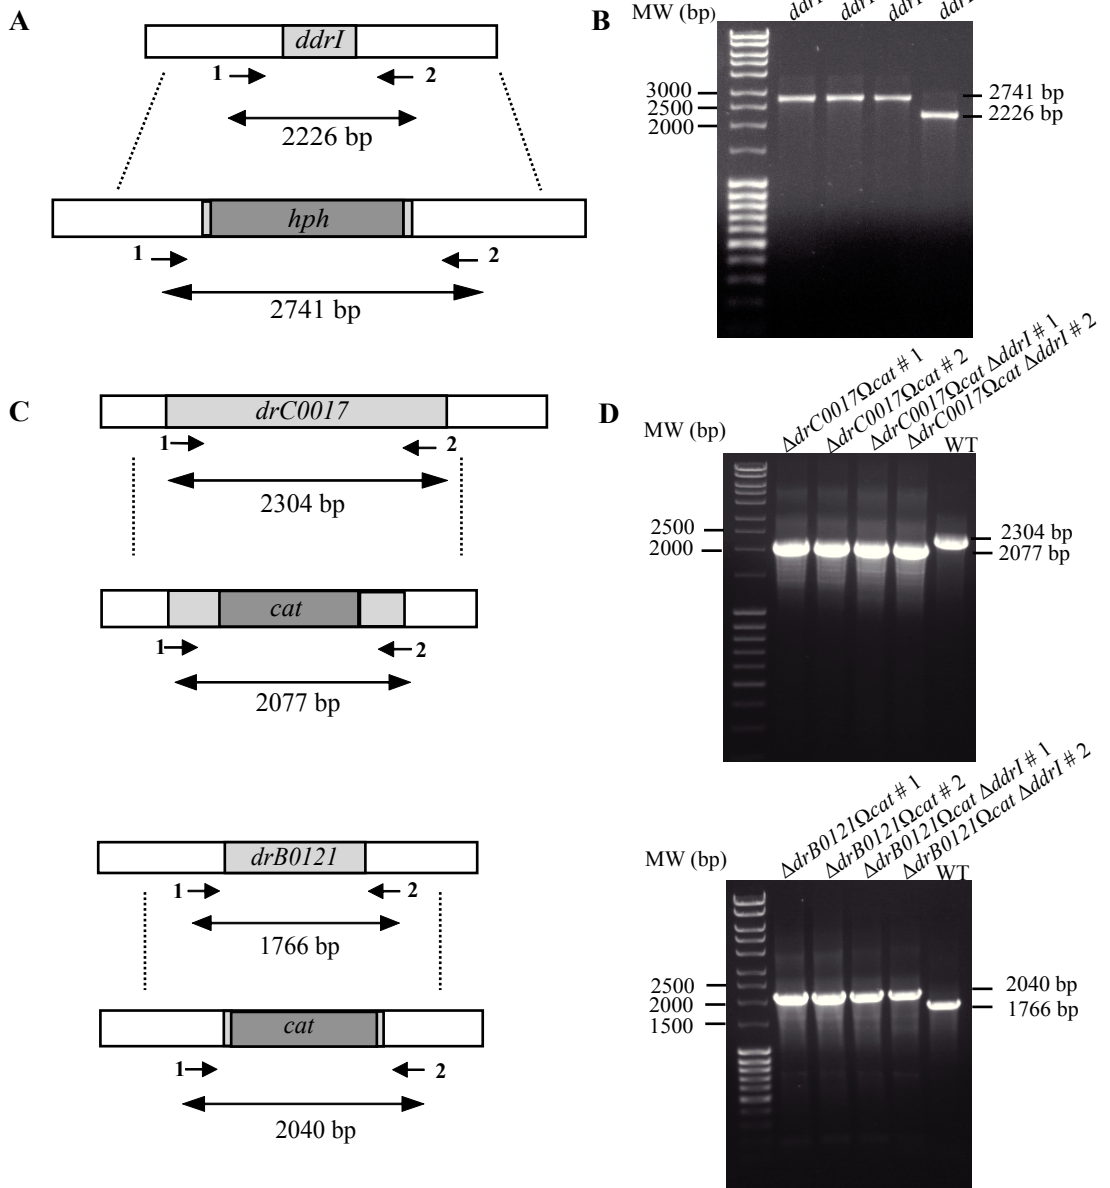 A
ddrI
1
2
2226 bp
hph
1
2
2741 bp
B
MW (bp)
3000
2500
2000
2741 bp
2226 bp
C
drC0017
1
2
2304 bp
cat
1
2
2077 bp
D
MW (bp)
ΔdrC0017Ωcat # 1
ΔdrC0017Ωcat # 2
ΔdrC0017Ωcat ΔddrI # 1
ΔdrC0017Ωcat ΔddrI # 2
WT
2500
2000
2304 bp
2077 bp
drB0121
1
2
1766 bp
cat
1
2
2040 bp
MW (bp)
ΔdrB0121Ωcat # 1
ΔdrB0121Ωcat # 2
ΔdrB0121Ωcat ΔddrI # 1
ΔdrB0121Ωcat ΔddrI # 2
WT
2500
2000
1500
2040 bp
1766 bp